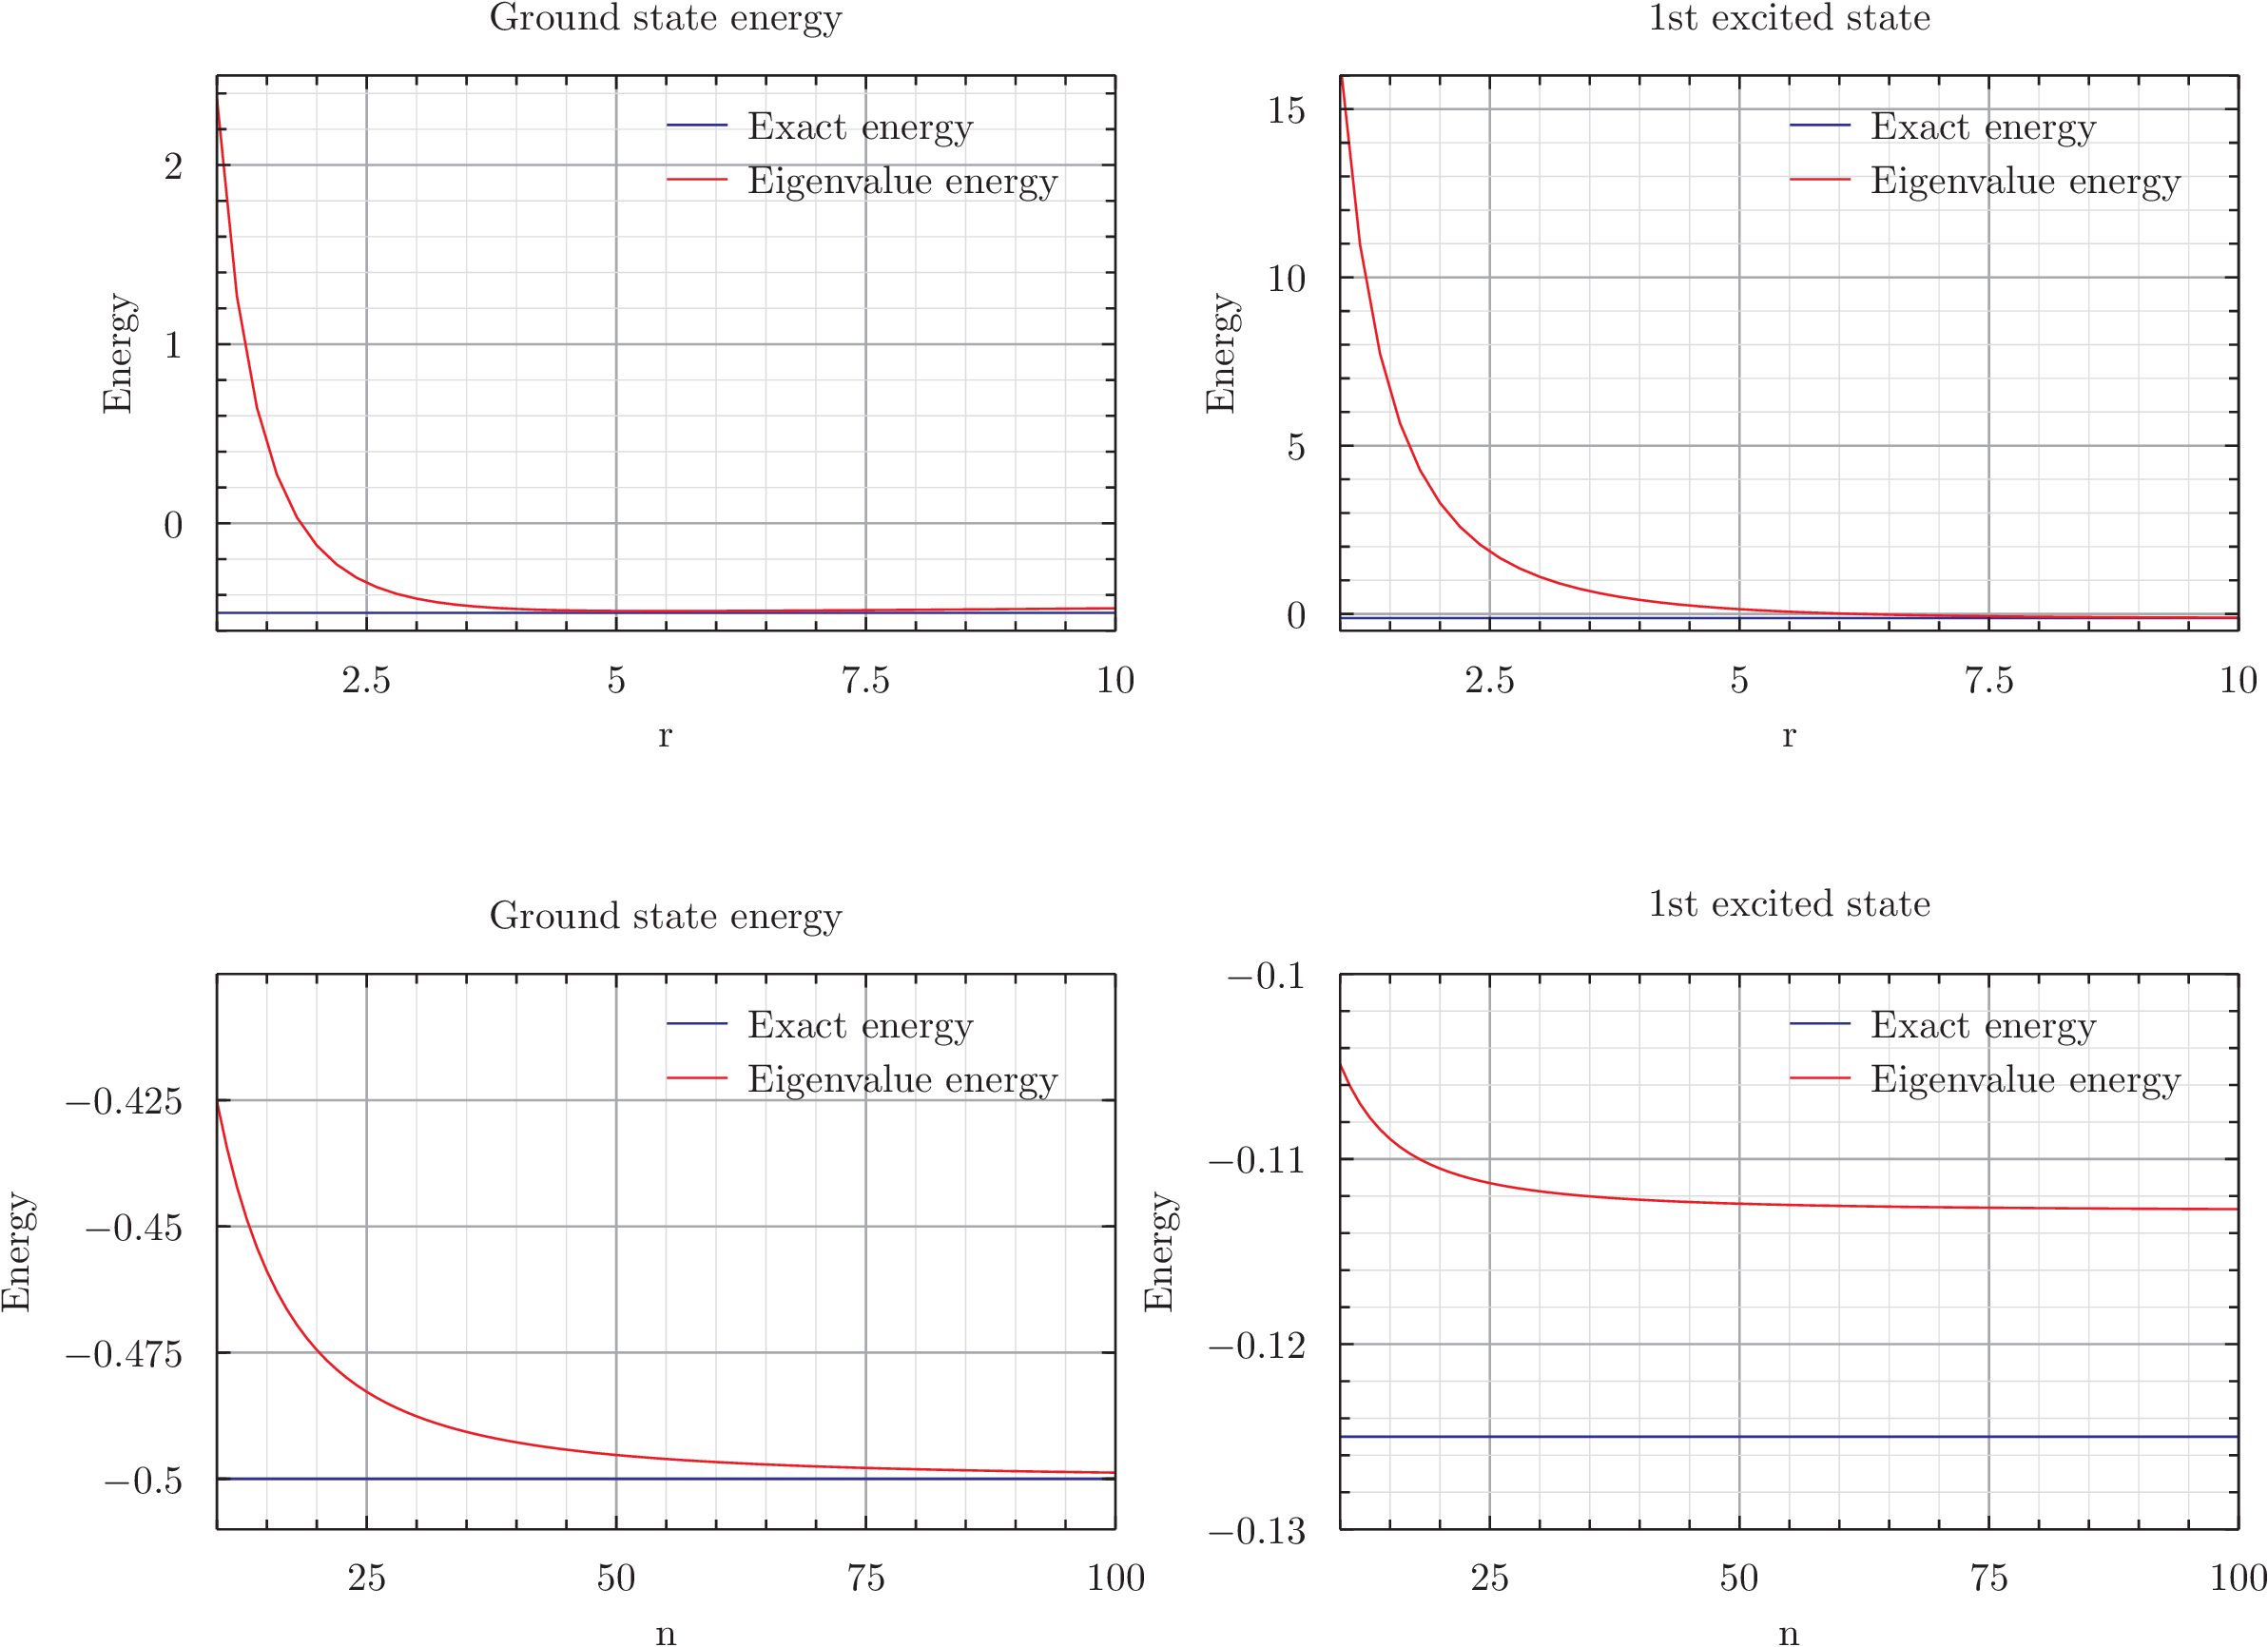 Ground state energy
Exact energy
Eigenvalue energy
2
1
0
Energy
2.5 5 7.5 10
r
1st excited state
Exact energy
Eigenvalue energy
15
10
5
0
Energy
2.5 5 7.5 10
r
Ground state energy
Exact energy
Eigenvalue energy
−0.425
−0.45
−0.475
−0.5
Energy
25 50 75 100
n
1st excited state
Exact energy
Eigenvalue energy
−0.1
−0.11
−0.12
−0.13
Energy
25 50 75 100
n